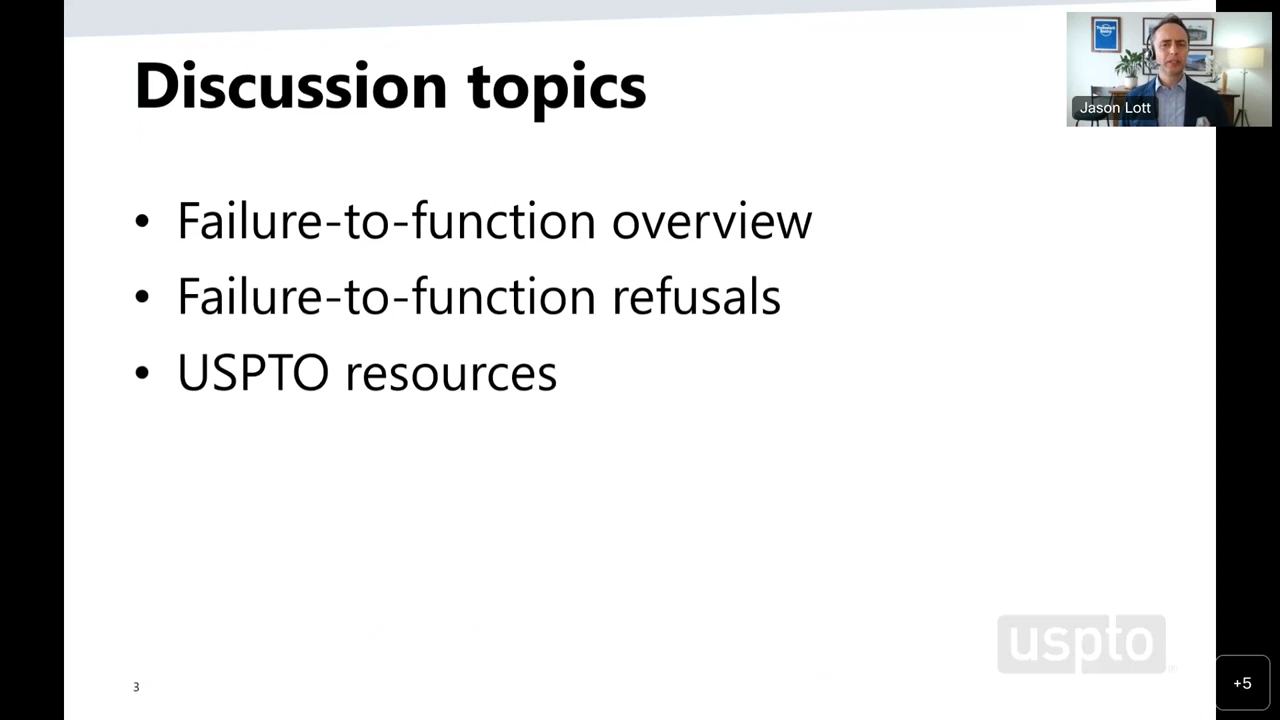 Discussion topics
Jason Lott
• Failure-to-function overview
• Failure-to-function refusals
• USPTO resources
uspto
3
+5